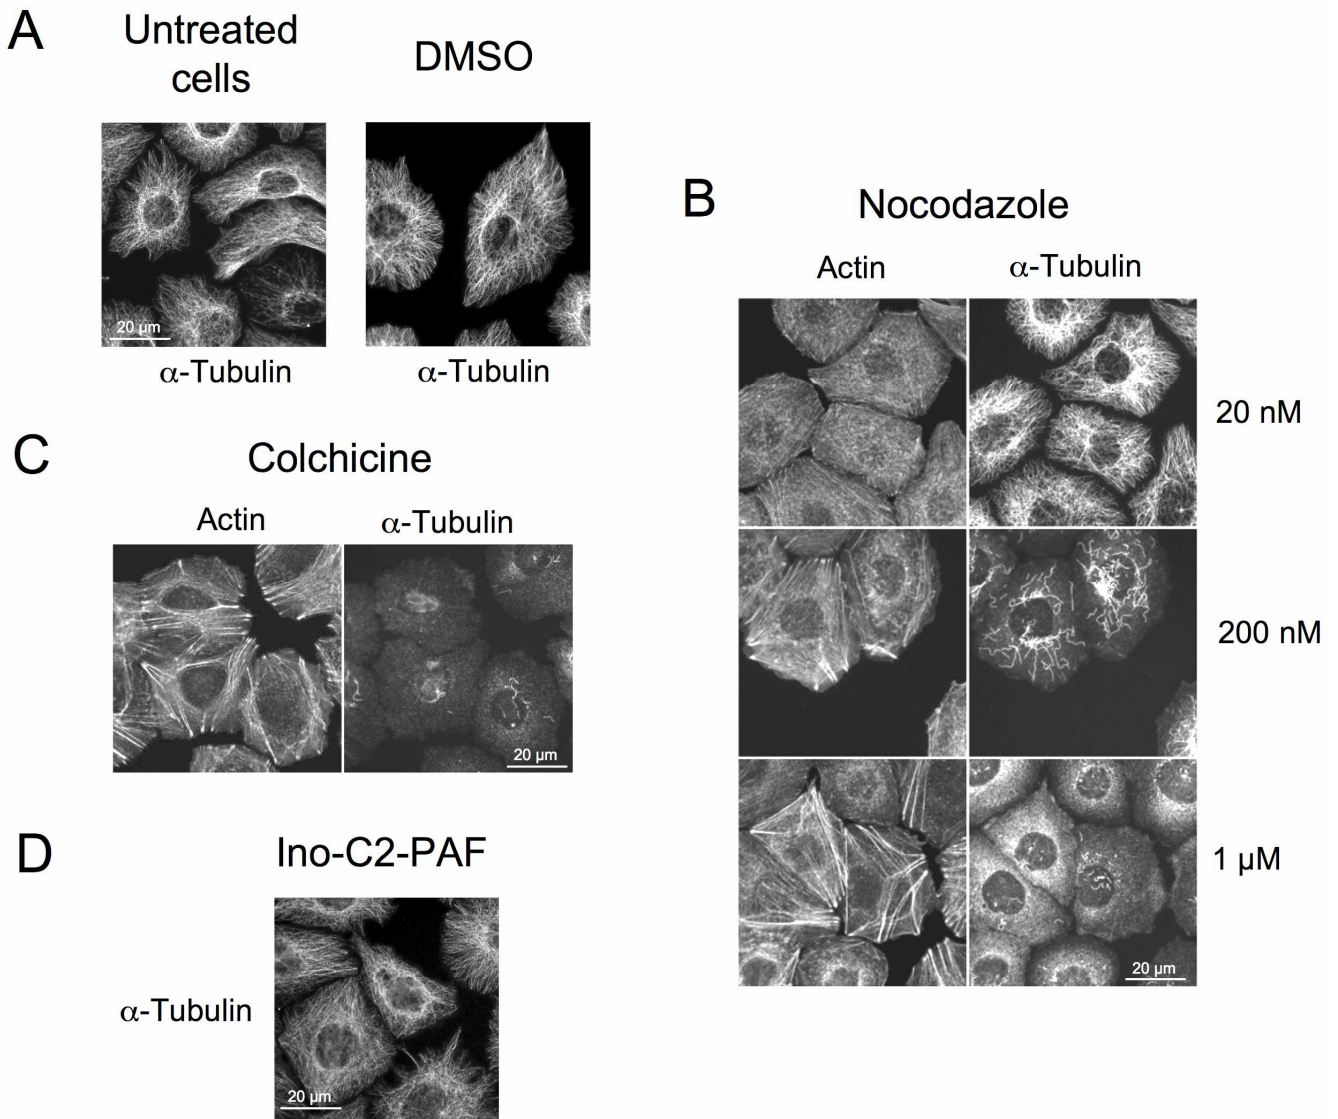 A
Untreated
cells
DMSO
20 µm
α-Tubulin
α-Tubulin
B
Nocodazole
Actin
α-Tubulin
20 nM
200 nM
1 µM
20 µm
C
Colchicine
Actin
α-Tubulin
20 µm
D
Ino-C2-PAF
α-Tubulin
20 µm